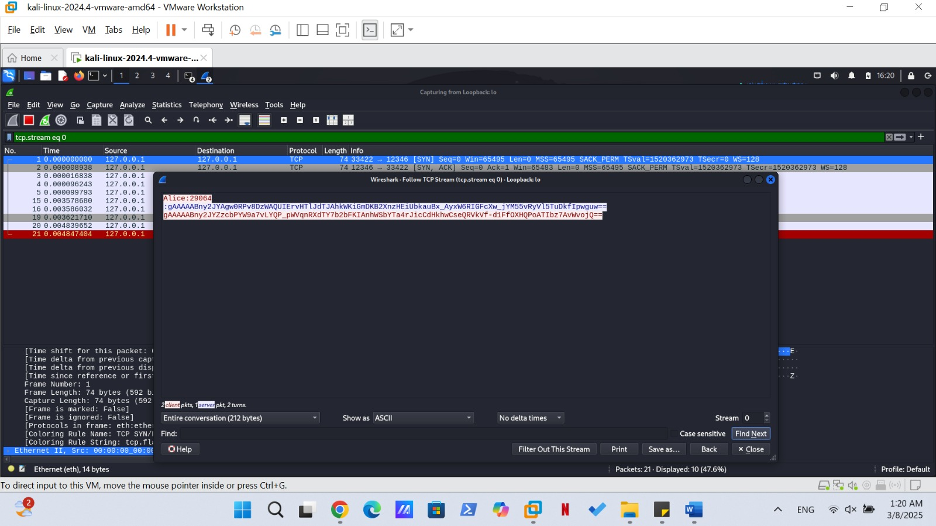 kali-linux-2024.4-vmware-amd64 - VMware Workstation
File Edit View VM Tabs Help
Home kali-linux-2024.4-vmware-...
1 2 3 4 16:20
Capturing from Loopback: lo
File Edit View Go Capture Analyze Statistics Telephony Wireless Tools Help
tcp.stream eq 0
No. Time Source Destination Protocol Length Info
1 0.000000000 127.0.0.1 127.0.0.1 TCP 74 33422 → 12346 [SYN] Seq=0 Win=65495 Len=0 MSS=65495 SACK_PERM TSval=1520362973 TSecr=0 WS=128
2 0.000008938 127.0.0.1 127.0.0.1 TCP 74 12346 → 33422 [SYN, ACK] Seq=0 Ack=1 Win=65483 Len=0 MSS=65495 SACK_PERM TSval=1520362973 TSecr=1520362973 WS=128
3 0.000016838 127.0.0.1
4 0.000096243 127.0.0.1
5 0.000099793 127.0.0.1
15 0.003578680 127.0.0.1
16 0.003586032 127.0.0.1
19 0.003621710 127.0.0.1
20 0.004839652 127.0.0.1
21 0.004847404 127.0.0.1
Wireshark - Follow TCP Stream (tcp.stream eq 0) - Loopback: lo
Alice:29064
[Time shift for this packet:
[Time delta from previous cap
[Time delta from previous disp
[Time since reference or first
Frame Number: 1
Frame Length: 74 bytes (592 b
Capture Length: 74 bytes (592
[Frame is marked: False]
[Frame is ignored: False]
[Protocols in frame: eth:ether
[Coloring Rule Name: TCP SYN/
[Coloring Rule String: tcp.fla
Ethernet II, Src: 00:00:00_00:00
client pkts, server pkt, 2 turns.
Entire conversation (212 bytes) Show as ASCII No delta times Stream 0
Find: Case sensitive Find Next
Help Filter Out This Stream Print Save as... Back Close
Ethernet (eth), 14 bytes Packets: 21 · Displayed: 10 (47.6%) Profile: Default
To direct input to this VM, move the mouse pointer inside or press Ctrl+G.
2 ENG 1:20 AM
3/8/2025